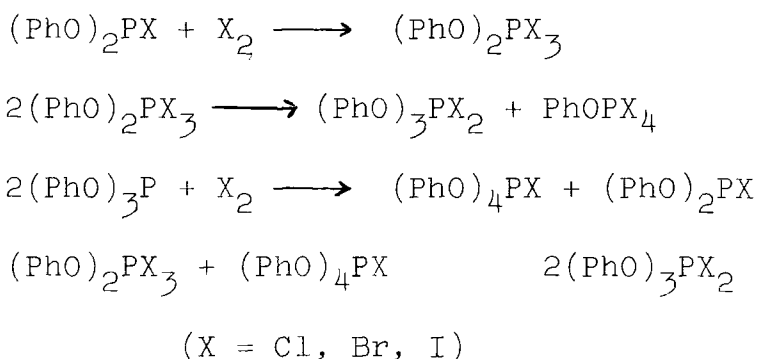 (PhO)₂PX + X₂ ⟶ (PhO)₂PX₃
2(PhO)₂PX₃ ⟶ (PhO)₃PX₂ + PhOPX₄
2(PhO)₃P + X₂ ⟶ (PhO)₄PX + (PhO)₂PX
(PhO)₂PX₃ + (PhO)₄PX 2(PhO)₃PX₂
(X = Cl, Br, I)